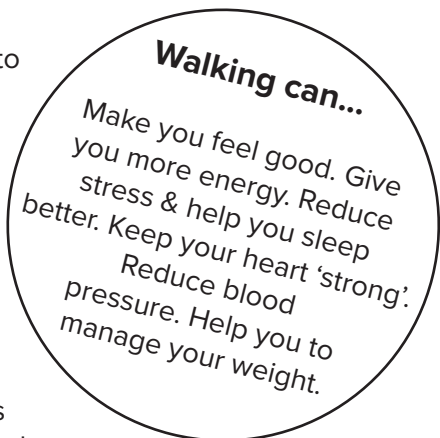 to
Walking can...
Make you feel good. Give
you more energy. Reduce
stress & help you sleep
better. Keep your heart ‘strong’.
Reduce blood
pressure. Help you to
manage your weight.
s